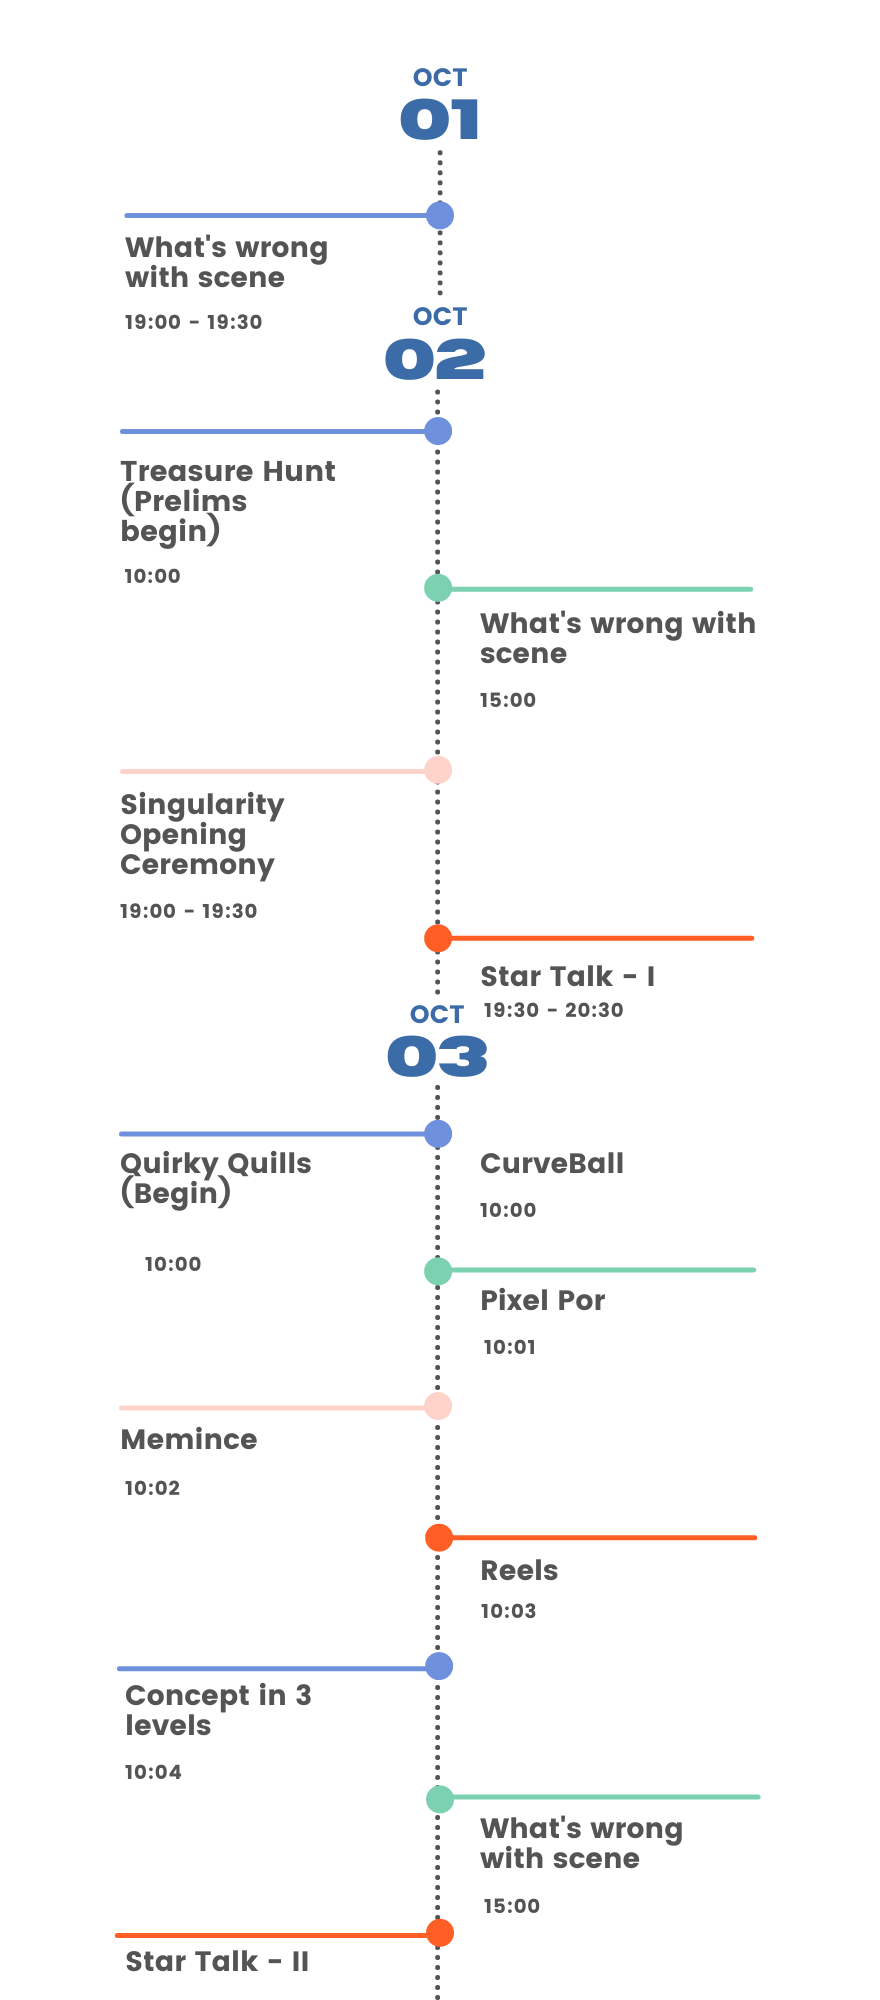 OCT
01
What's wrong
with scene
19:00 - 19:30
OCT
02
Treasure Hunt
(Prelims
begin)
10:00
What's wrong with
scene
15:00
Singularity
Opening
Ceremony
19:00 - 19:30
Star Talk - I
19:30 - 20:30
OCT
03
Quirky Quills
(Begin)
10:00
CurveBall
10:00
Pixel Por
10:01
Memince
10:02
Reels
10:03
Concept in 3
levels
10:04
What's wrong
with scene
15:00
Star Talk - II